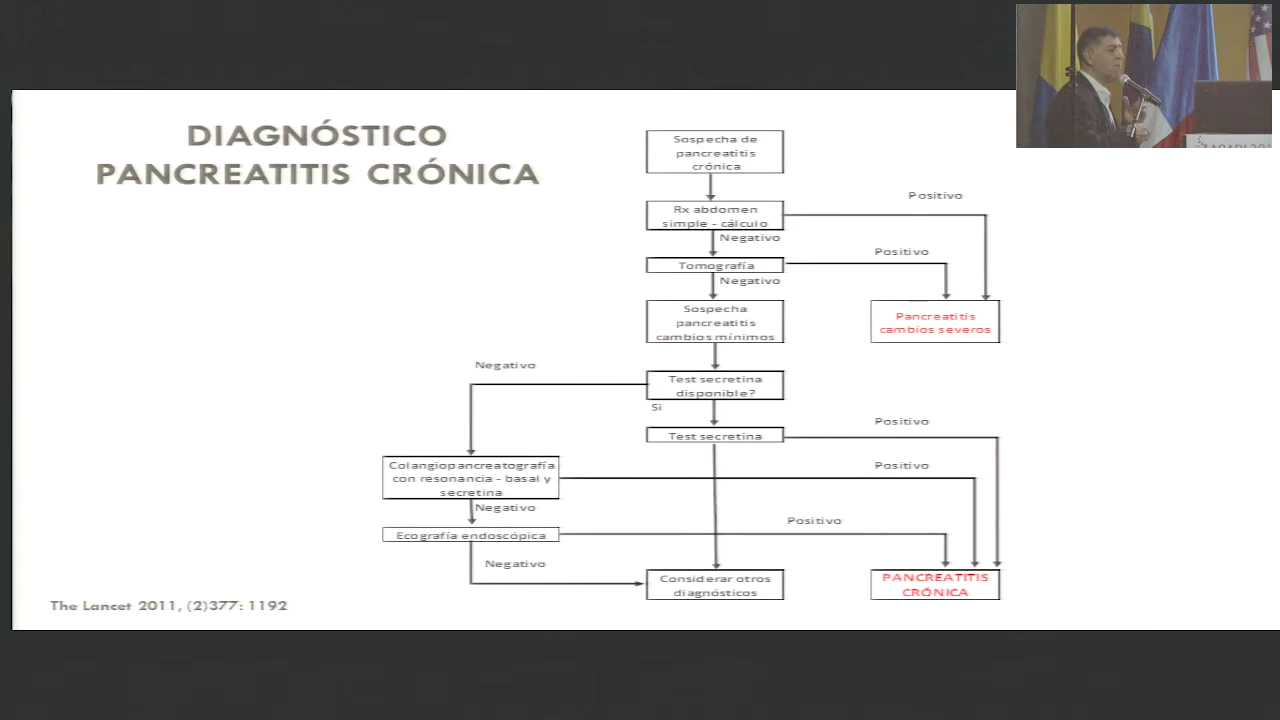 DIAGNÓSTICO
PANCREATITIS CRÓNICA
Sospecha de
pancreatitis
crónica
Positivo
Rx abdomen
simple - cálculo
Negativo
Positivo
Tomografía
Negativo
Sospecha
pancreatitis
cambios mínimos
Pancreatitis
cambios severos
Negativo
Test secretina
disponible?
Si
Positivo
Test secretina
Colangiopancreatografía
con resonancia - basal y
secretina
Positivo
Negativo
Positivo
Ecografía endoscópica
Negativo
Considerar otros
diagnósticos
PANCREATITIS
CRÓNICA
The Lancet 2011, (2)377: 1192